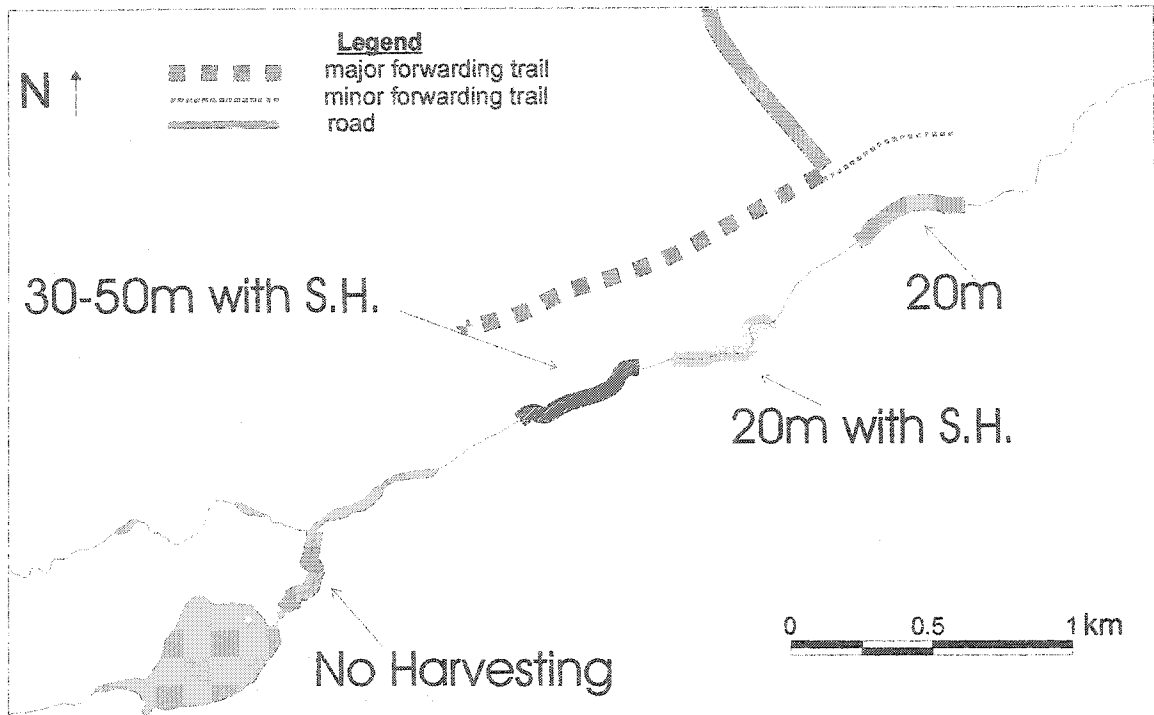 Legend
N
major forwarding trail
minor forwarding trail
road
30-50m with S.H.
20m
20m with S.H.
No Harvesting
0 0.5 1 km